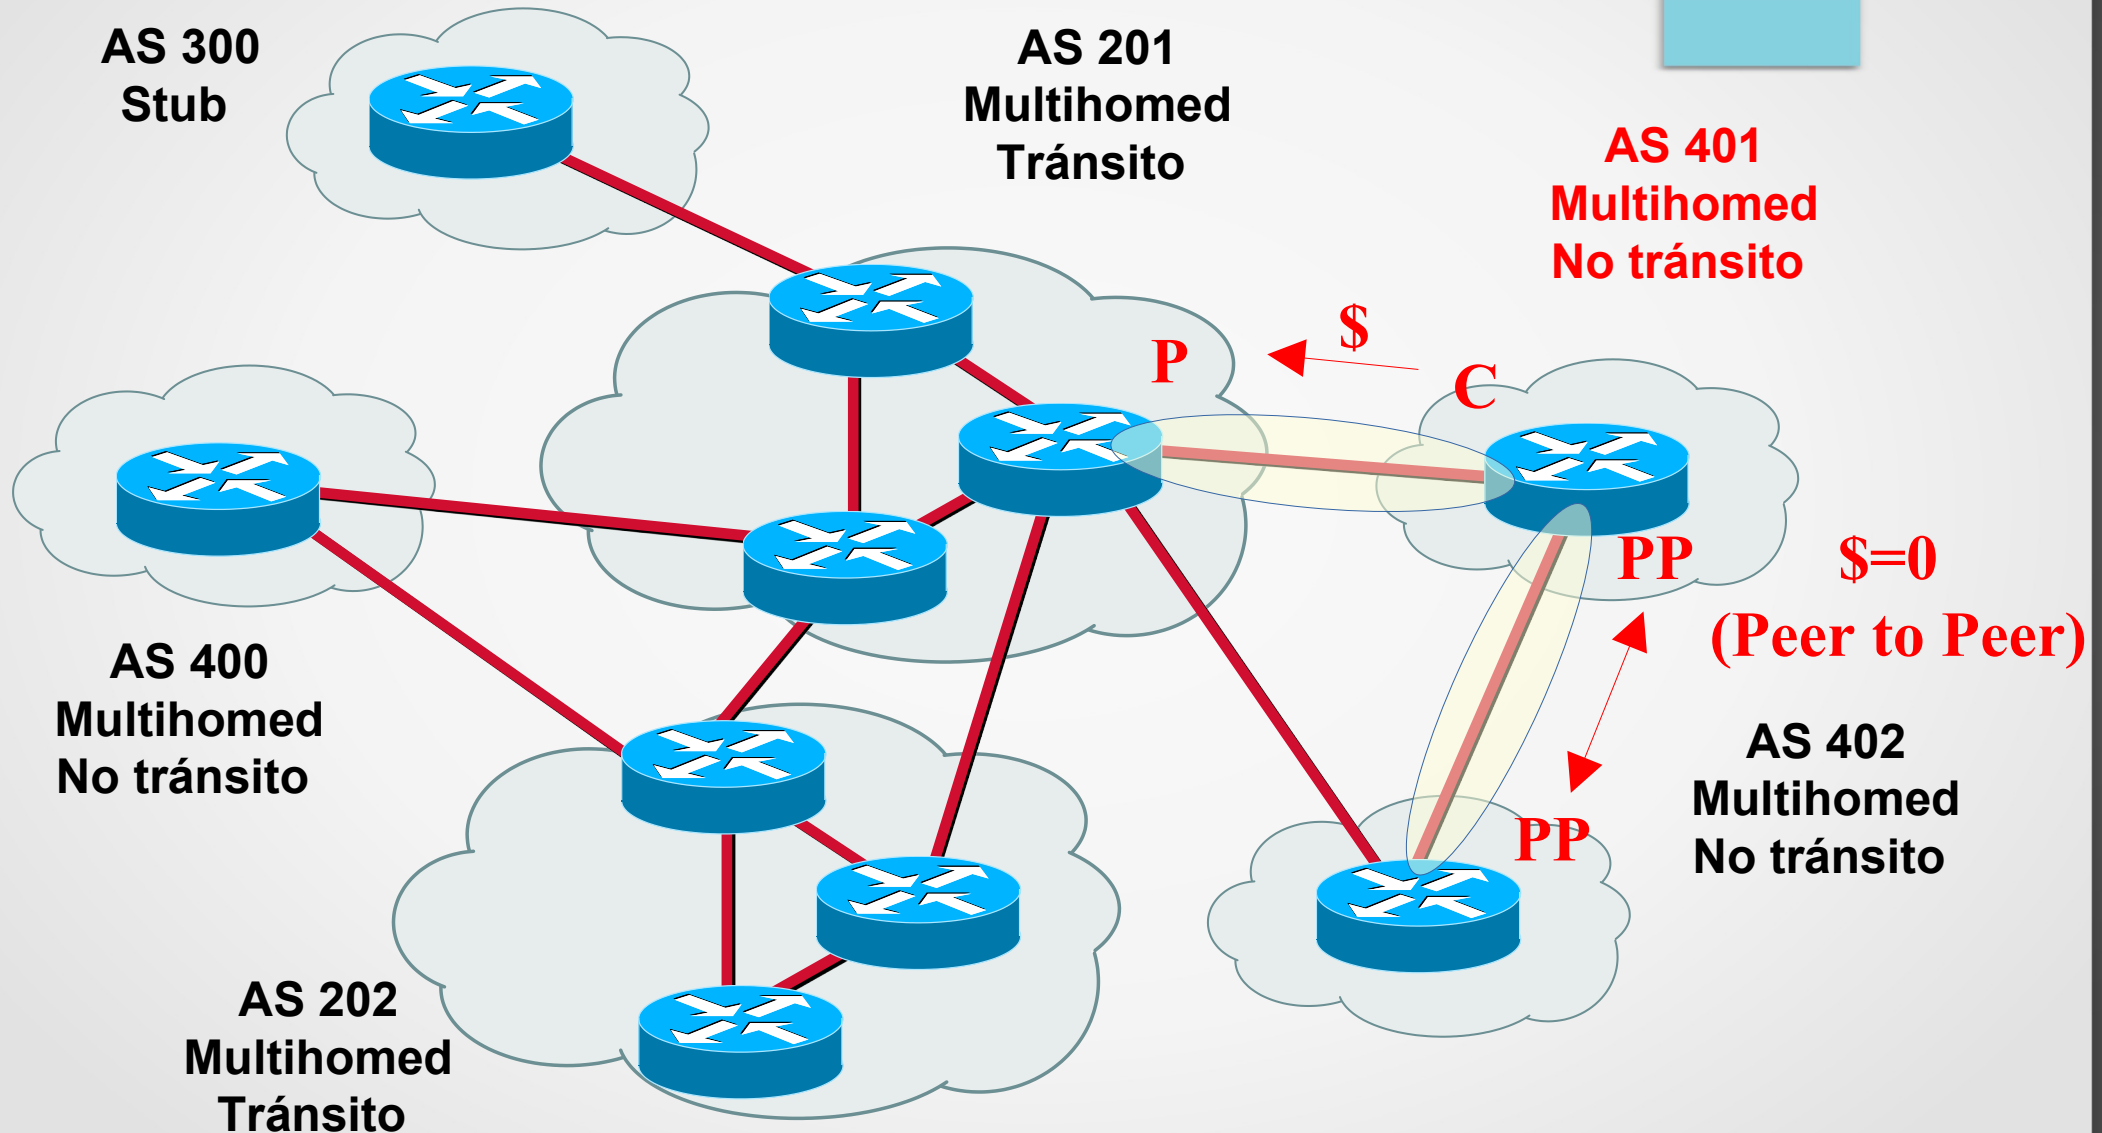 AS 300
Stub
AS 201
Multihomed
Tránsito
AS 401
Multihomed
No tránsito
$
P
C
PP
$=0
(Peer to Peer)
AS 400
Multihomed
No tránsito
AS 402
Multihomed
No tránsito
PP
AS 202
Multihomed
Tránsito